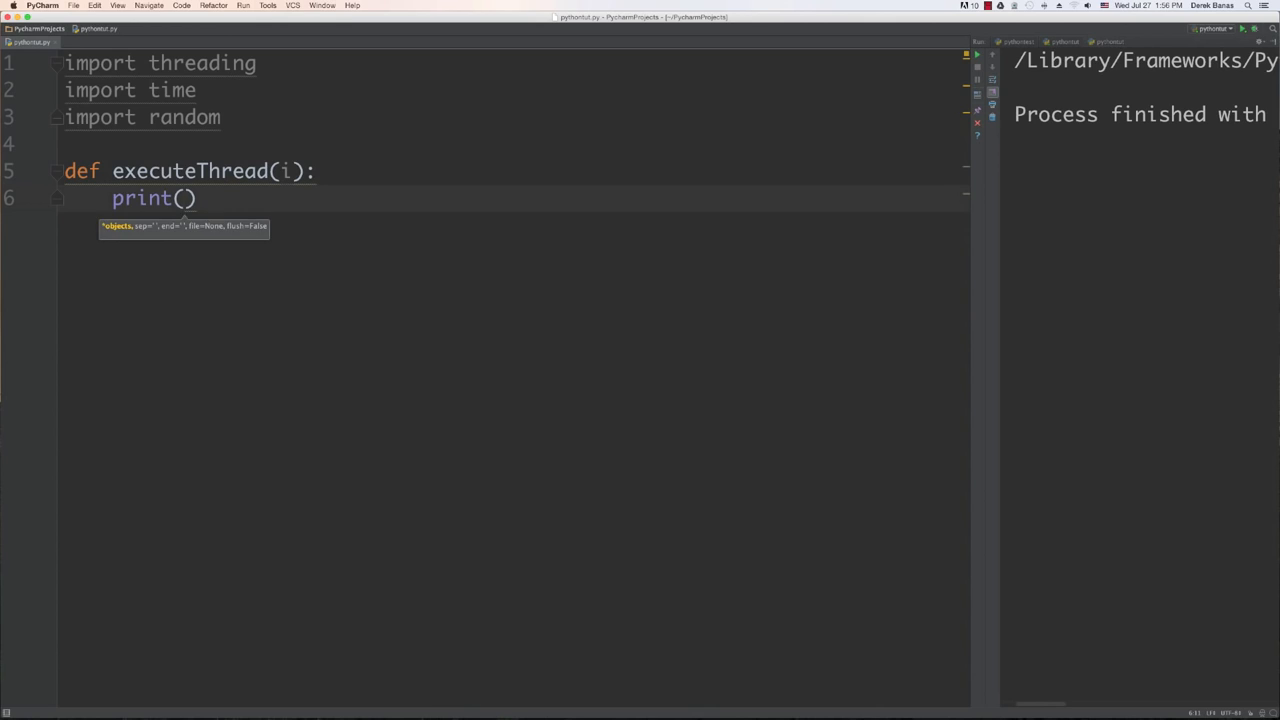 PyCharm File Edit View Navigate Code Refactor Run Tools VCS Window Help 10 Wed Jul 27 1:56 PM Derek Banas
pythontut.py - PycharmProjects - [~/PycharmProjects]
PycharmProjects pythontut.py pythontut
pythontut.py Run: pythontest pythontut pythontut
1 import threading
2 import time
3 import random
4
5 def executeThread(i):
6 print()
*objects, sep=' ', end=' ', file=None, flush=False
/Library/Frameworks/Py
Process finished with
6:11 LF‡ UTF-8‡